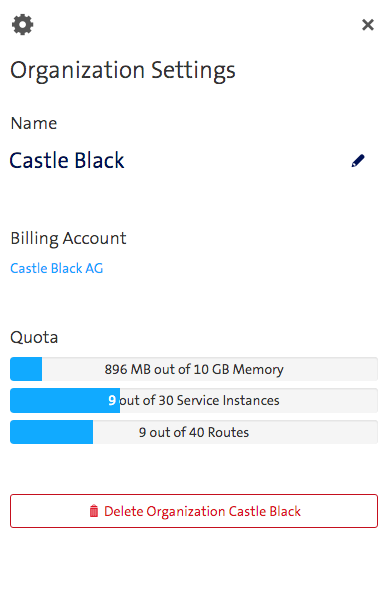 Organization Settings
Name
Castle Black
Billing Account
Castle Black AG
Quota
896 MB out of 10 GB Memory
9 out of 30 Service Instances
9 out of 40 Routes
Delete Organization Castle Black